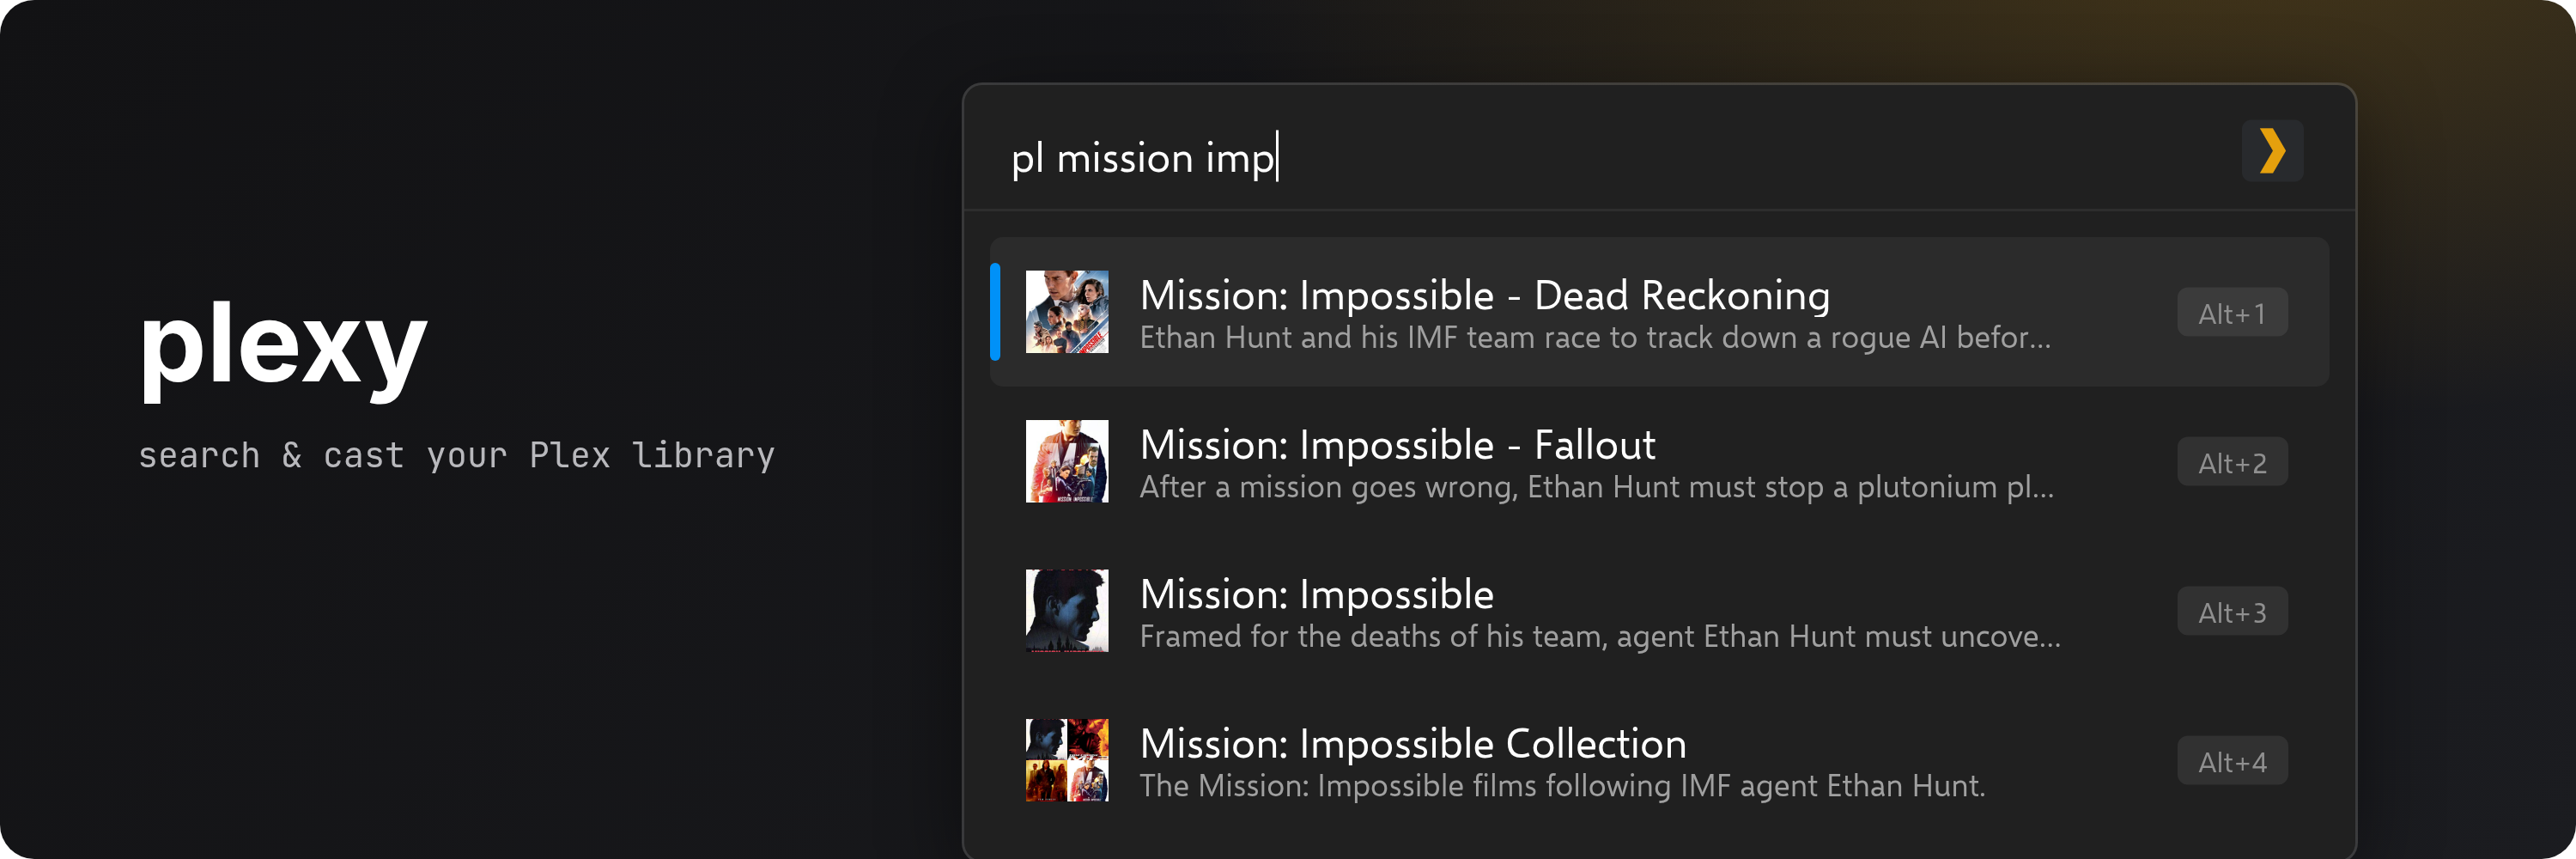 plexy
search & cast your Plex library
pl mission imp
Mission: Impossible - Dead Reckoning
Ethan Hunt and his IMF team race to track down a rogue AI befor...
Alt+1
Mission: Impossible - Fallout
After a mission goes wrong, Ethan Hunt must stop a plutonium pl...
Alt+2
Mission: Impossible
Framed for the deaths of his team, agent Ethan Hunt must uncove...
Alt+3
Mission: Impossible Collection
The Mission: Impossible films following IMF agent Ethan Hunt.
Alt+4